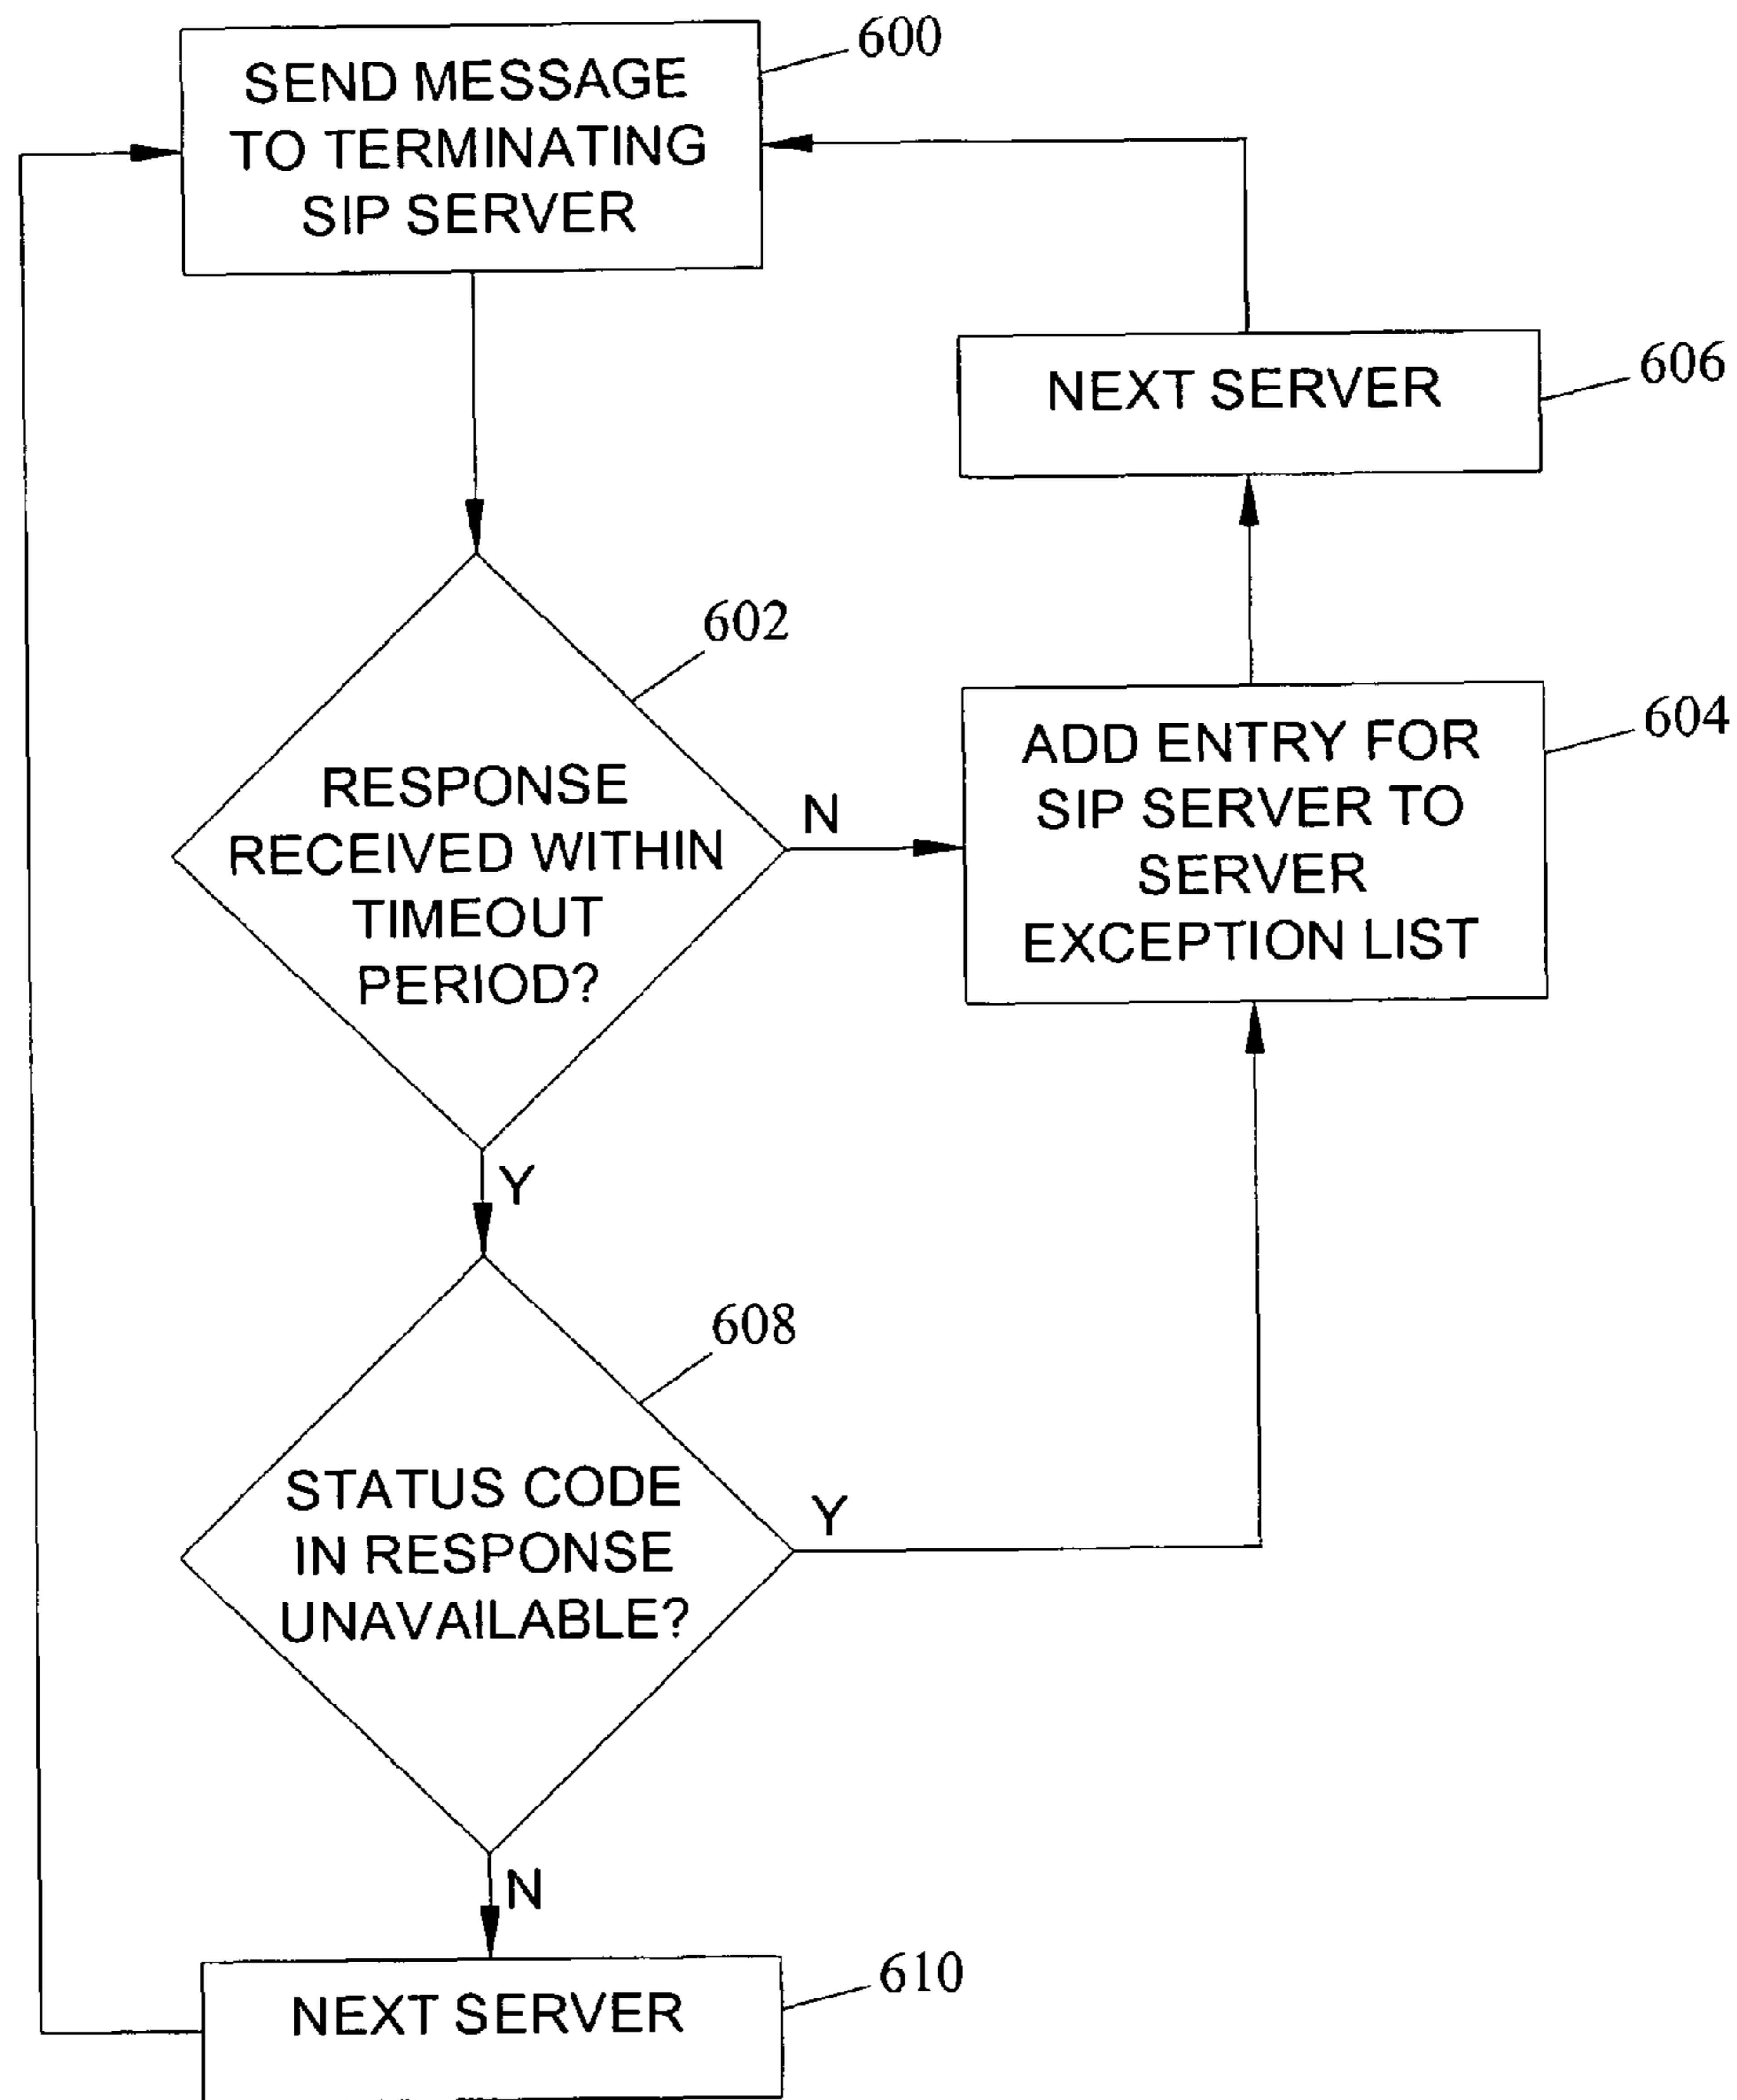 600
SEND MESSAGE
TO TERMINATING
SIP SERVER
606
NEXT SERVER
602
RESPONSE
RECEIVED WITHIN
TIMEOUT
PERIOD?
N
604
ADD ENTRY FOR
SIP SERVER TO
SERVER
EXCEPTION LIST
Y
608
STATUS CODE
IN RESPONSE
UNAVAILABLE?
Y
N
610
NEXT SERVER